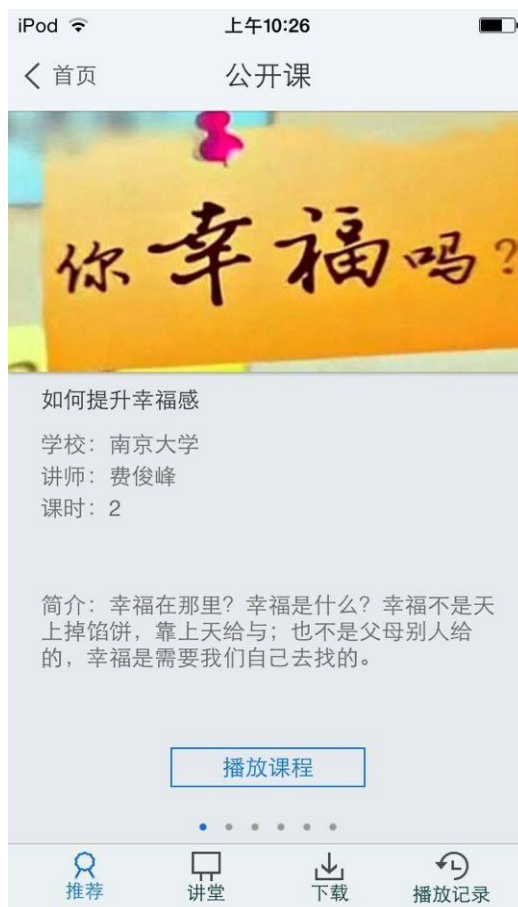 iPod 上午10:26
首页 公开课
你幸福吗？
如何提升幸福感
学校：南京大学
讲师：费俊峰
课时：2
简介：幸福在那里？幸福是什么？幸福不是天
上掉馅饼，靠上天给与；也不是父母别人给
的，幸福是需要我们自己去找的。
播放课程
推荐 讲堂 下载 播放记录